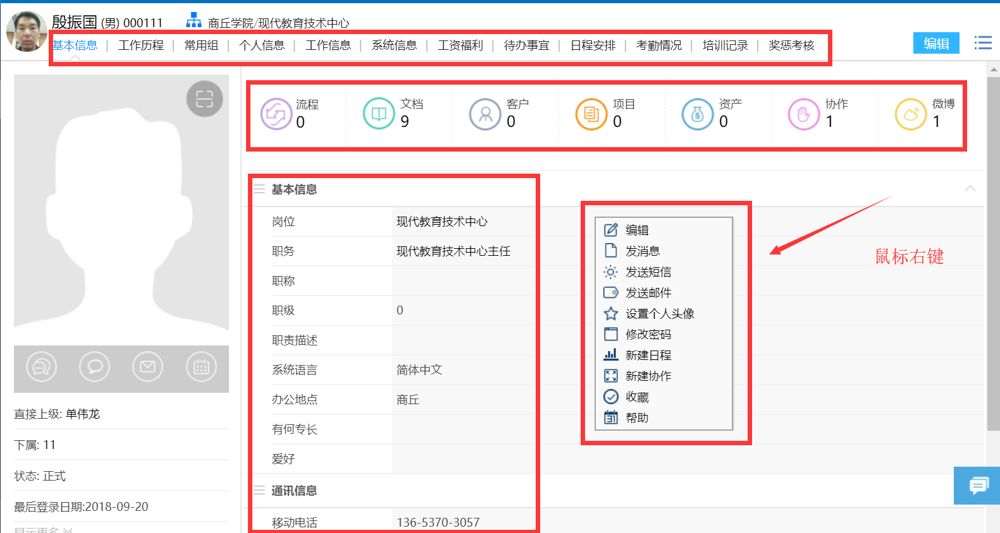 殷振国 (男) 000111 商丘学院/现代教育技术中心
基本信息 | 工作历程 | 常用组 | 个人信息 | 工作信息 | 系统信息 | 工资福利 | 待办事宜 | 日程安排 | 考勤情况 | 培训记录 | 奖惩考核
编辑
流程 0
文档 9
客户 0
项目 0
资产 0
协作 1
微博 1
直接上级: 单伟龙
下属: 11
状态: 正式
最后登录日期:2018-09-20
显示更多
基本信息
岗位 现代教育技术中心
职务 现代教育技术中心主任
职称
职级 0
职责描述
系统语言 简体中文
办公地点 商丘
有何专长
爱好
通讯信息
移动电话 136-5370-3057
编辑
发消息
发送短信
发送邮件
设置个人头像
修改密码
新建日程
新建协作
收藏
31 帮助
鼠标右键